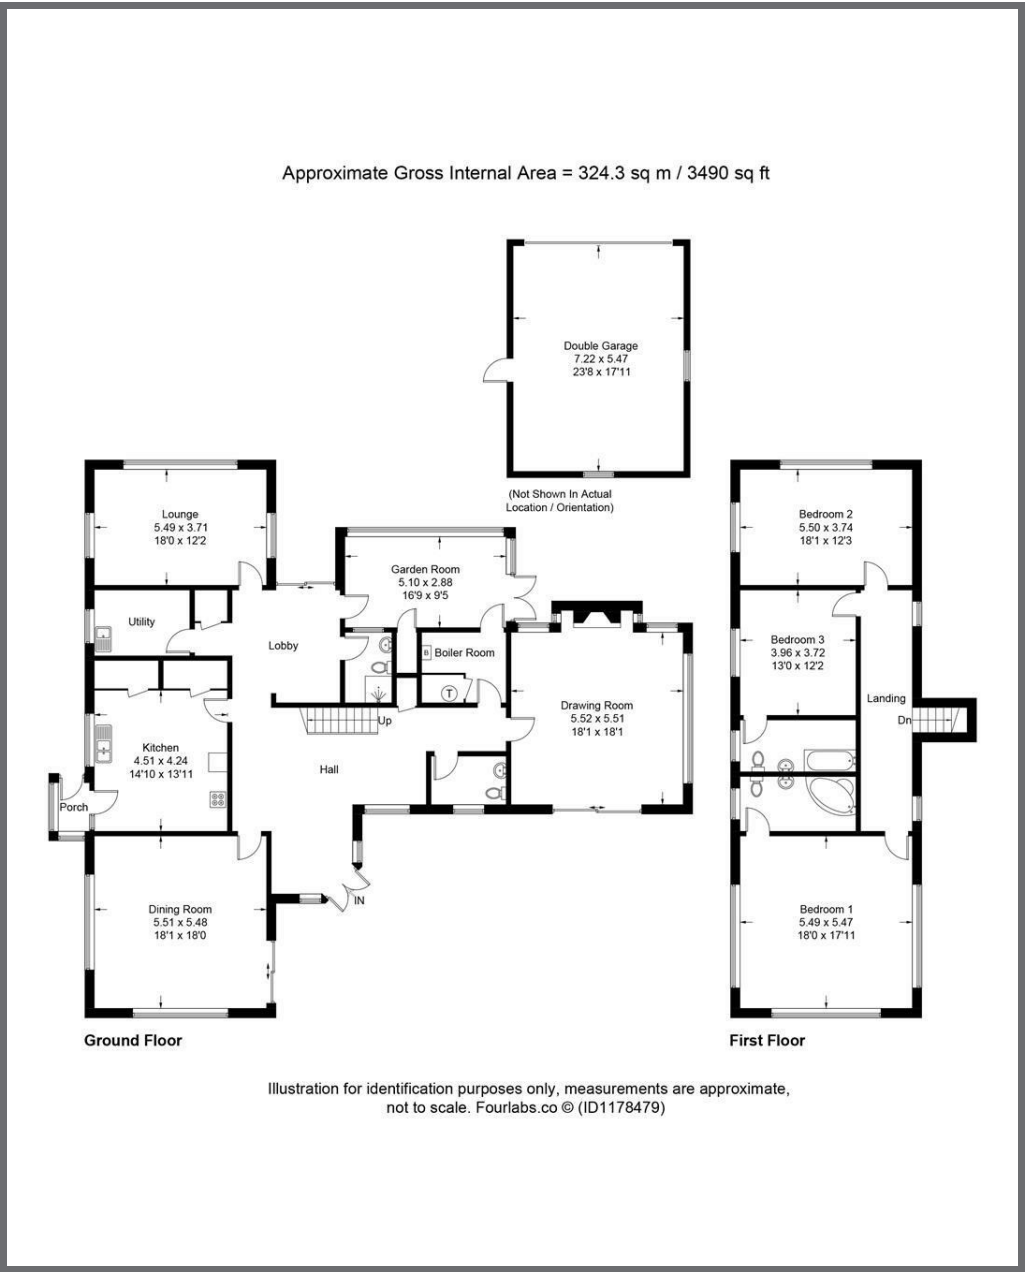 Approximate Gross Internal Area = 324.3 sq m / 3490 sq ft
Double Garage
7.22 x 5.47
23'8 x 17'11
(Not Shown In Actual
Location / Orientation)
Lounge
5.49 x 3.71
18'0 x 12'2
Garden Room
5.10 x 2.88
16'9 x 9'5
Utility
Lobby
B
Boiler Room
T
Drawing Room
5.52 x 5.51
18'1 x 18'1
Up
Kitchen
4.51 x 4.24
14'10 x 13'11
Hall
Porch
IN
Dining Room
5.51 x 5.48
18'1 x 18'0
Ground Floor
Bedroom 2
5.50 x 3.74
18'1 x 12'3
Bedroom 3
3.96 x 3.72
13'0 x 12'2
Landing
Dn
Bedroom 1
5.49 x 5.47
18'0 x 17'11
First Floor
Illustration for identification purposes only, measurements are approximate,
not to scale. Fourlabs.co © (ID1178479)